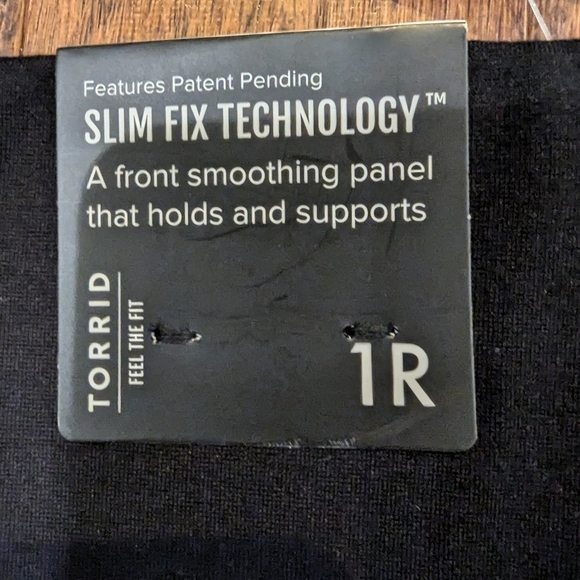 Features Patent Pending
SLIM FIX TECHNOLOGY™
A front smoothing panel
that holds and supports
TORRID
FEEL THE FIT
1R